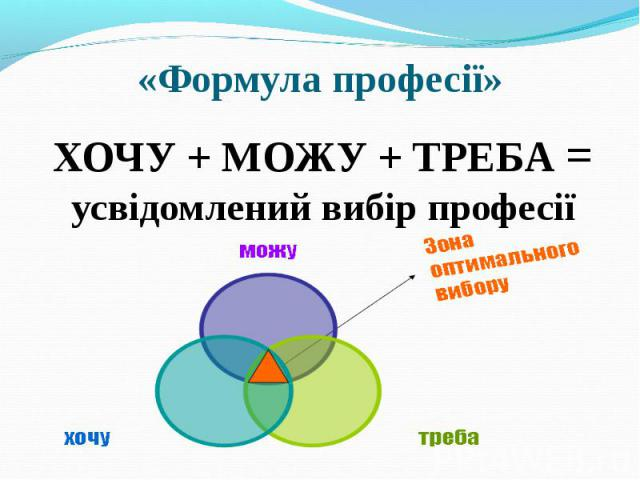 «Формула професії»
ХОЧУ + МОЖУ + ТРЕБА =
усвідомлений вибір професії
можу
Зона
оптимального
вибору
хочу
треба